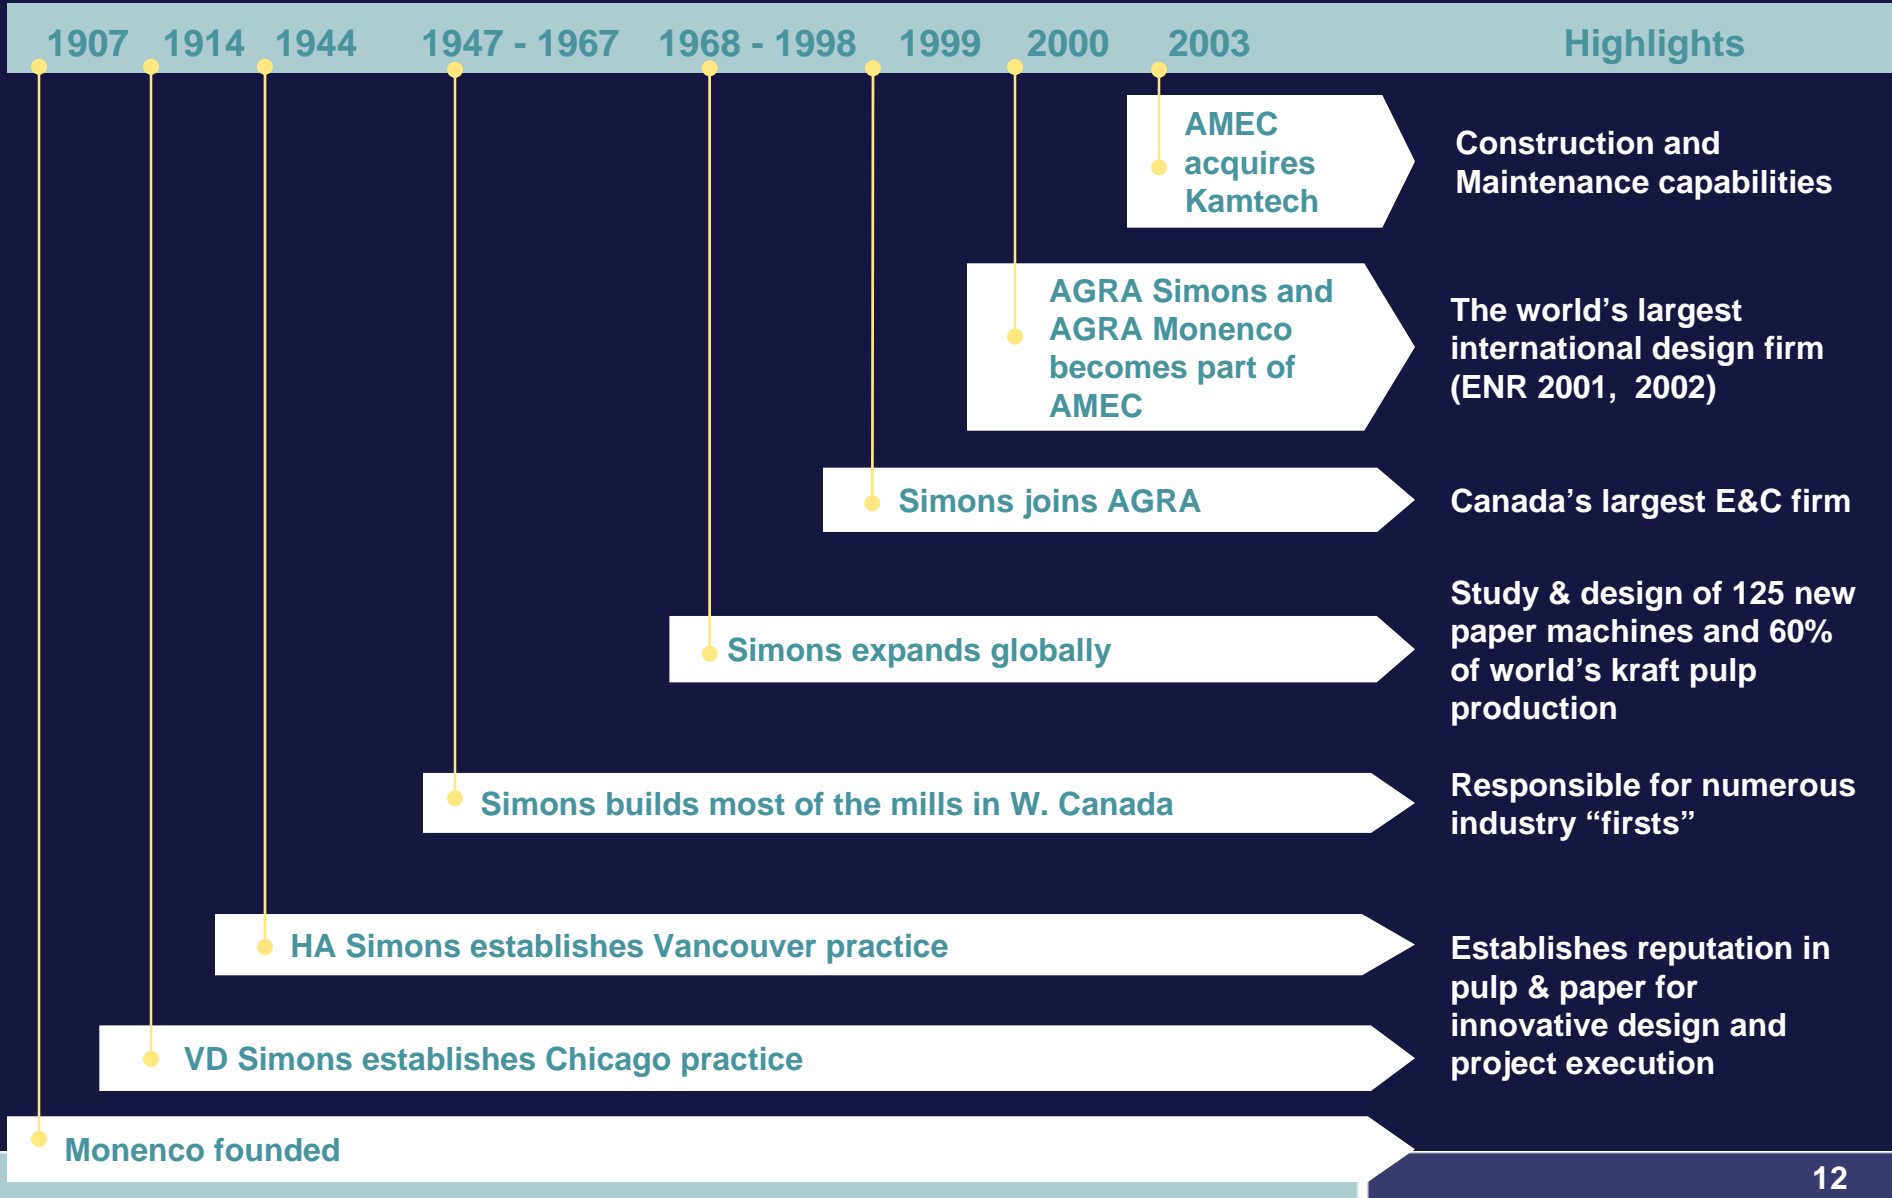 1907 1914 1944 1947 - 1967 1968 - 1998 1999 2000 2003 Highlights
AMEC
acquires
Kamtech
Construction and
Maintenance capabilities
AGRA Simons and
AGRA Monenco
becomes part of
AMEC
The world’s largest
international design firm
(ENR 2001,  2002)
Simons joins AGRA
Canada’s largest E&C firm
Simons expands globally
Study & design of 125 new
paper machines and 60%
of world’s kraft pulp
production
Simons builds most of the mills in W. Canada
Responsible for numerous
industry “firsts”
HA Simons establishes Vancouver practice
VD Simons establishes Chicago practice
Establishes reputation in
pulp & paper for
innovative design and
project execution
Monenco founded
12